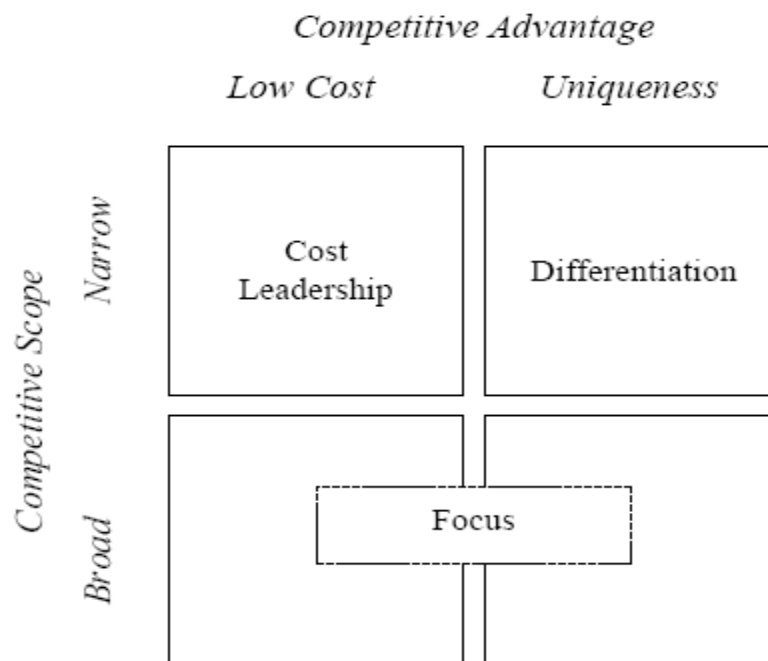 Competitive Advantage
Low Cost
Uniqueness
Competitive Scope
Narrow
Cost
Leadership
Differentiation
Broad
Focus